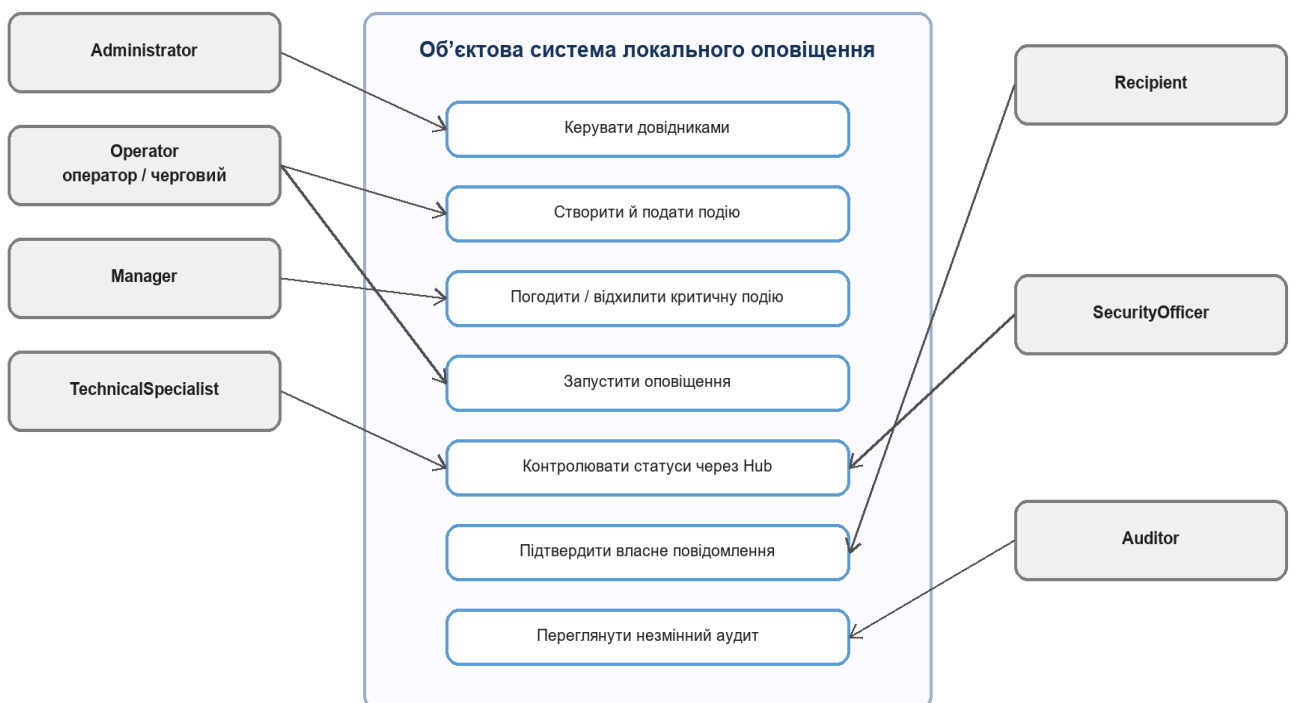 Administrator
Operator
оператор / черговий
Manager
TechnicalSpecialist
Об’єктова система локального оповіщення
Керувати довідниками
Створити й подати подію
Погодити / відхилити критичну подію
Запустити оповіщення
Контролювати статуси через Hub
Підтвердити власне повідомлення
Переглянути незмінний аудит
Recipient
SecurityOfficer
Auditor